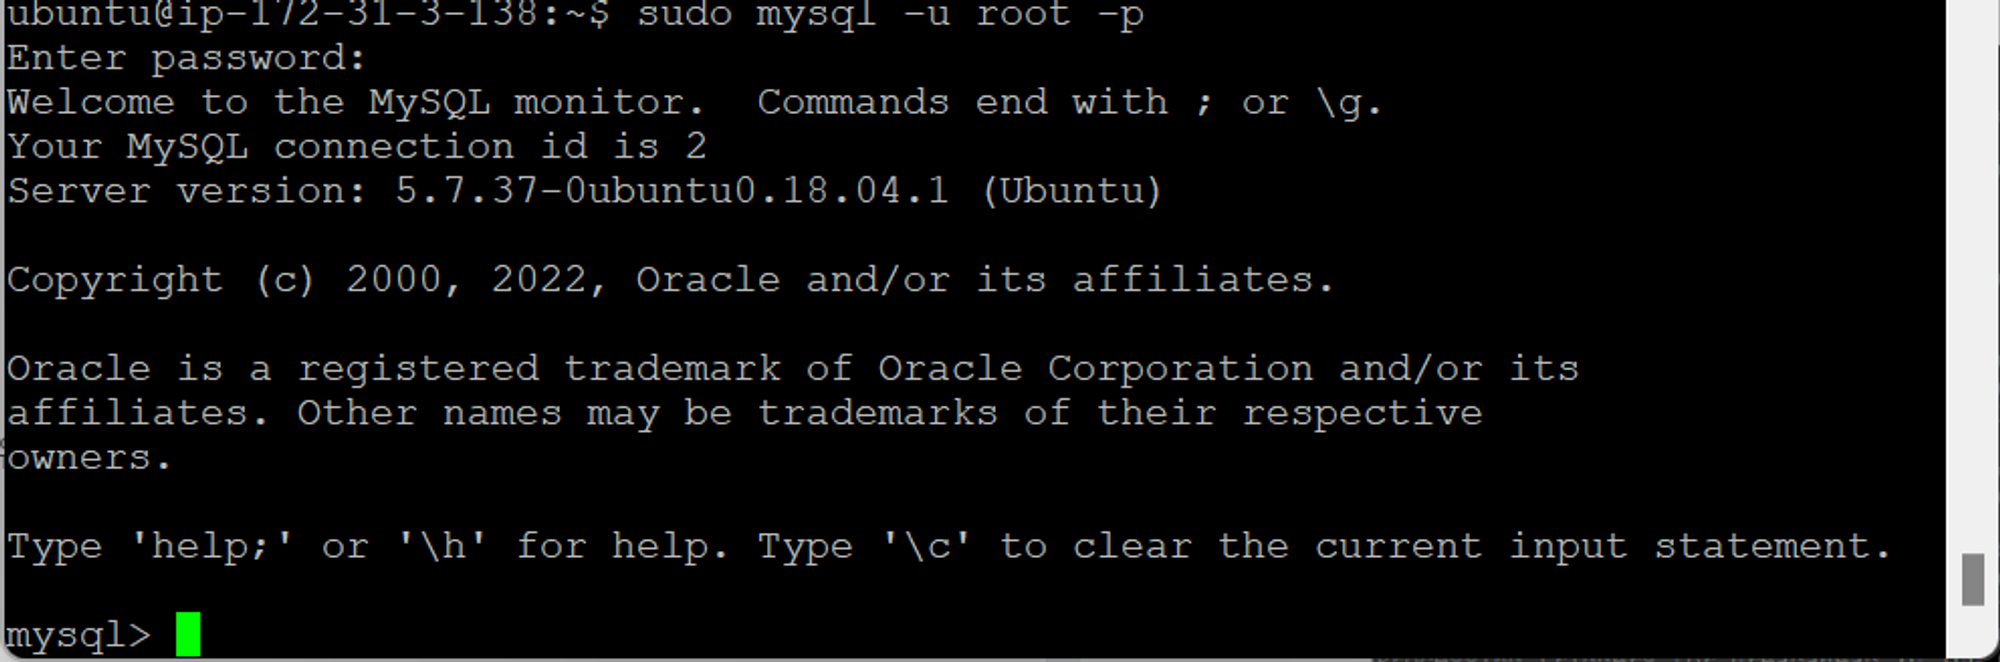 ubuntu@ip-172-31-3-138:~$ sudo mysql -u root -p
Enter password:
Welcome to the MySQL monitor.  Commands end with ; or \g.
Your MySQL connection id is 2
Server version: 5.7.37-0ubuntu0.18.04.1 (Ubuntu)
Copyright (c) 2000, 2022, Oracle and/or its affiliates.
Oracle is a registered trademark of Oracle Corporation and/or its
affiliates. Other names may be trademarks of their respective
owners.
Type 'help;' or '\h' for help. Type '\c' to clear the current input statement.
mysql>